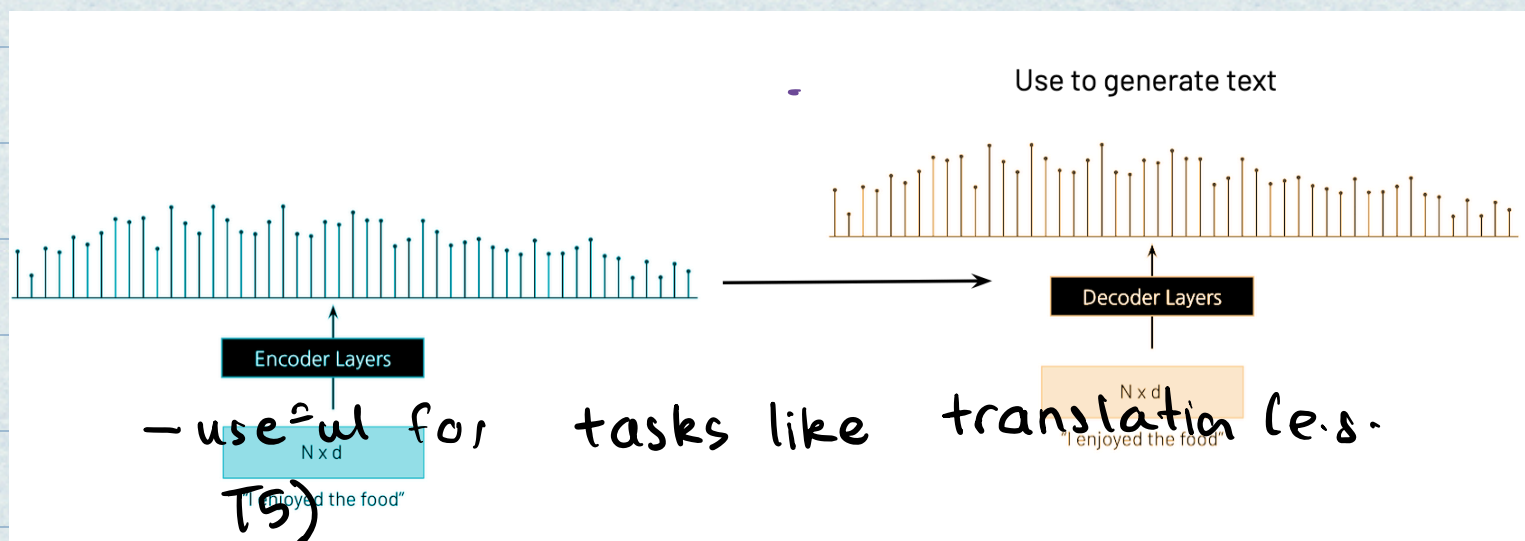 Use to generate text
Decoder Layers
Encoder Layers
N x d
- useful for tasks like translation (e.g.
N x d
"I enjoyed the food"
T5)
"I enjoyed the food"